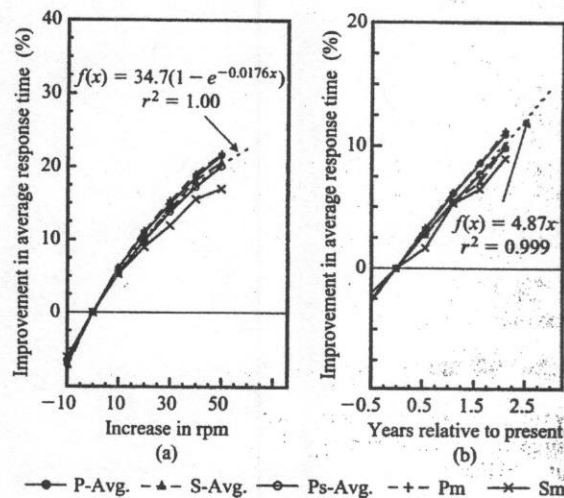 Improvement in average response time (%)
40
30
20
10
0
−10 10 30 50
Increase in rpm
(a)
f(x) = 34.7(1 − e^-0.0176x)
r² = 1.00
Improvement in average response time (%)
20
10
0
−0.5 0.5 1.5 2.5
Years relative to present
(b)
f(x) = 4.87x
r² = 0.999
P-Avg. S-Avg. Ps-Avg. Pm Sm